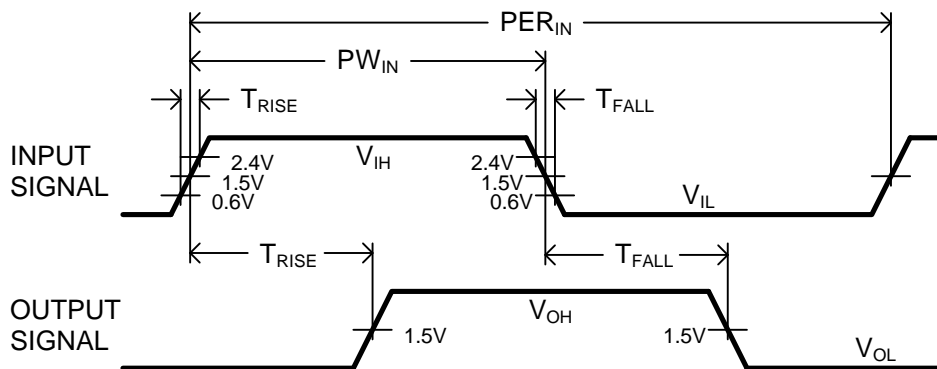 PER_IN
PW_IN
T_RISE
T_FALL
INPUT
SIGNAL
V_IH
2.4V
1.5V
0.6V
2.4V
1.5V
0.6V
V_IL
T_RISE
T_FALL
OUTPUT
SIGNAL
V_OH
1.5V
1.5V
V_OL